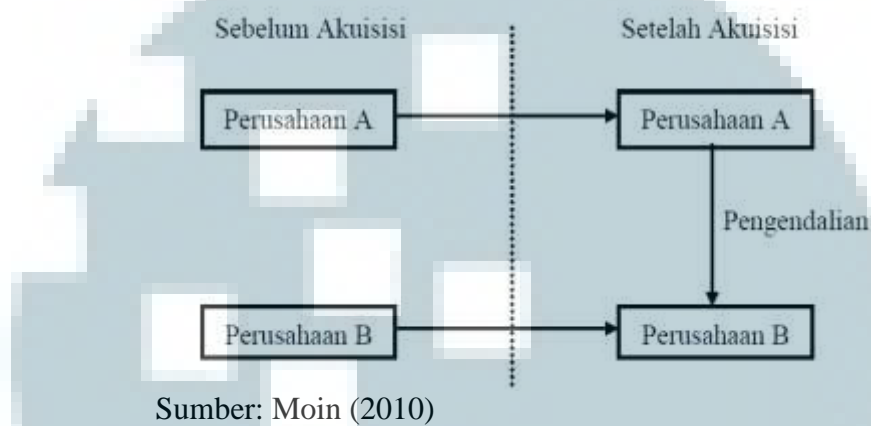 Sebelum Akuisisi Setelah Akuisisi
Perusahaan A Perusahaan A
Pengendalian
Perusahaan B Perusahaan B
Sumber: Moin (2010)